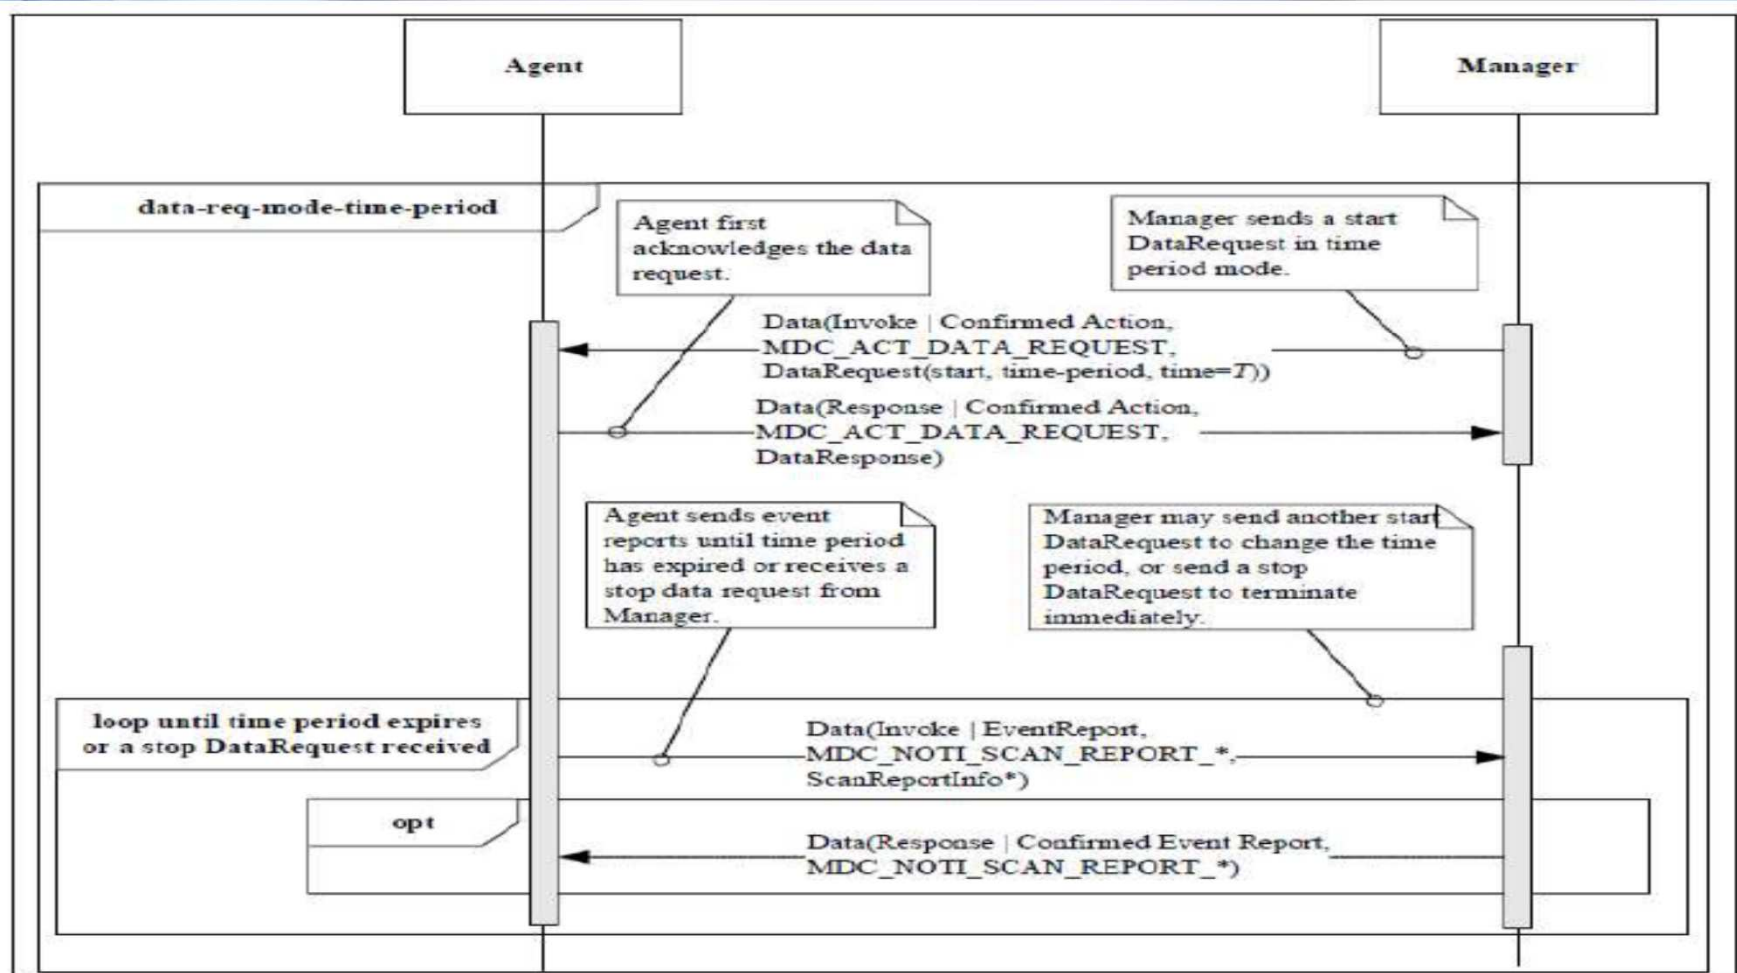 Agent
Manager
data-req-mode-time-period
Agent first
acknowledges the data
request.
Manager sends a start
DataRequest in time
period mode.
Data(Invoke | Confirmed Action,
MDC_ACT_DATA_REQUEST,
DataRequest(start, time-period, time=T))
Data(Response | Confirmed Action,
MDC_ACT_DATA_REQUEST,
DataResponse)
Agent sends event
reports until time period
has expired or receives a
stop data request from
Manager.
Manager may send another start
DataRequest to change the time
period, or send a stop
DataRequest to terminate
immediately.
loop until time period expires
or a stop DataRequest received
Data(Invoke | EventReport,
MDC_NOTI_SCAN_REPORT_*,
ScanReportInfo*)
opt
Data(Response | Confirmed Event Report,
MDC_NOTI_SCAN_REPORT_*)